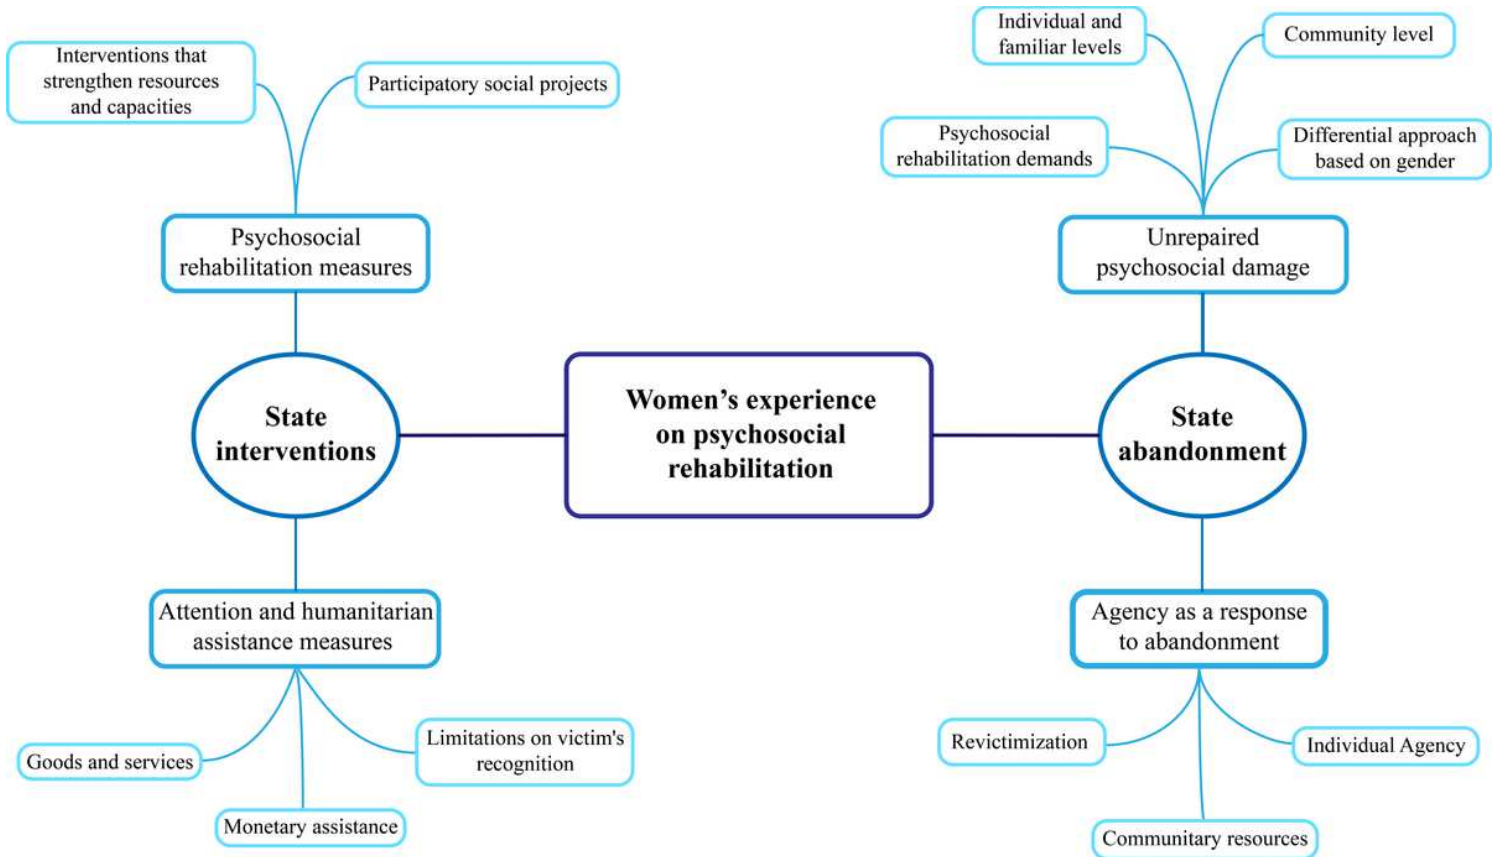 Individual and
familiar levels
Community level
Interventions that
strengthen resources
and capacities
Participatory social projects
Psychosocial
rehabilitation demands
Differential approach
based on gender
Psychosocial
rehabilitation measures
Unrepaired
psychosocial damage
State
interventions
Women’s experience
on psychosocial
rehabilitation
State
abandonment
Attention and humanitarian
assistance measures
Agency as a response
to abandonment
Goods and services
Limitations on victim's
recognition
Monetary assistance
Revictimization
Individual Agency
Communitary resources